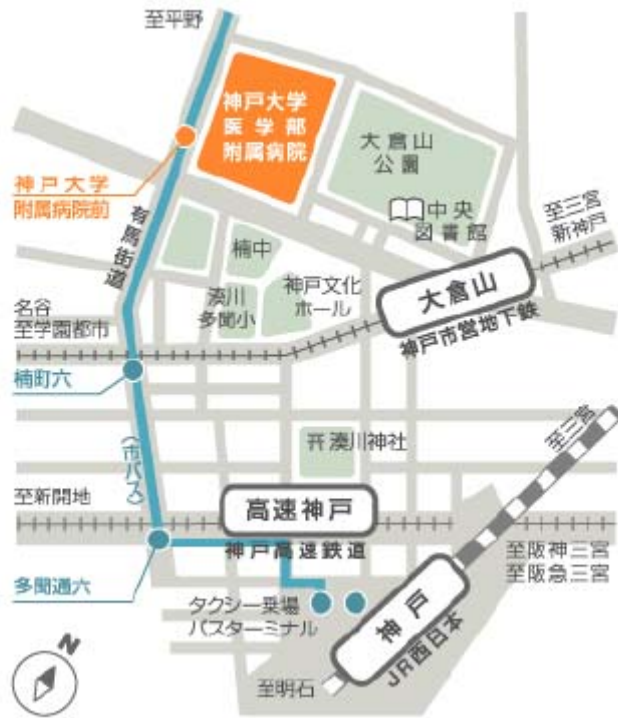 至平野
神戸大学
医学部
附属病院
大倉山
公園
神戸大学
附属病院前
中央
図書館
至三宮
新神戸
有馬街道
楠中
湊川
多聞小
神戸文化
ホール
大倉山
神戸市営地下鉄
名谷
至学園都市
楠町六
至三宮
湊川神社
(市バス)
至新開地
高速神戸
神戸高速鉄道
至阪神三宮
至阪急三宮
多聞通六
タクシー乗場
バスターミナル
神戸
JR西日本
至明石
N